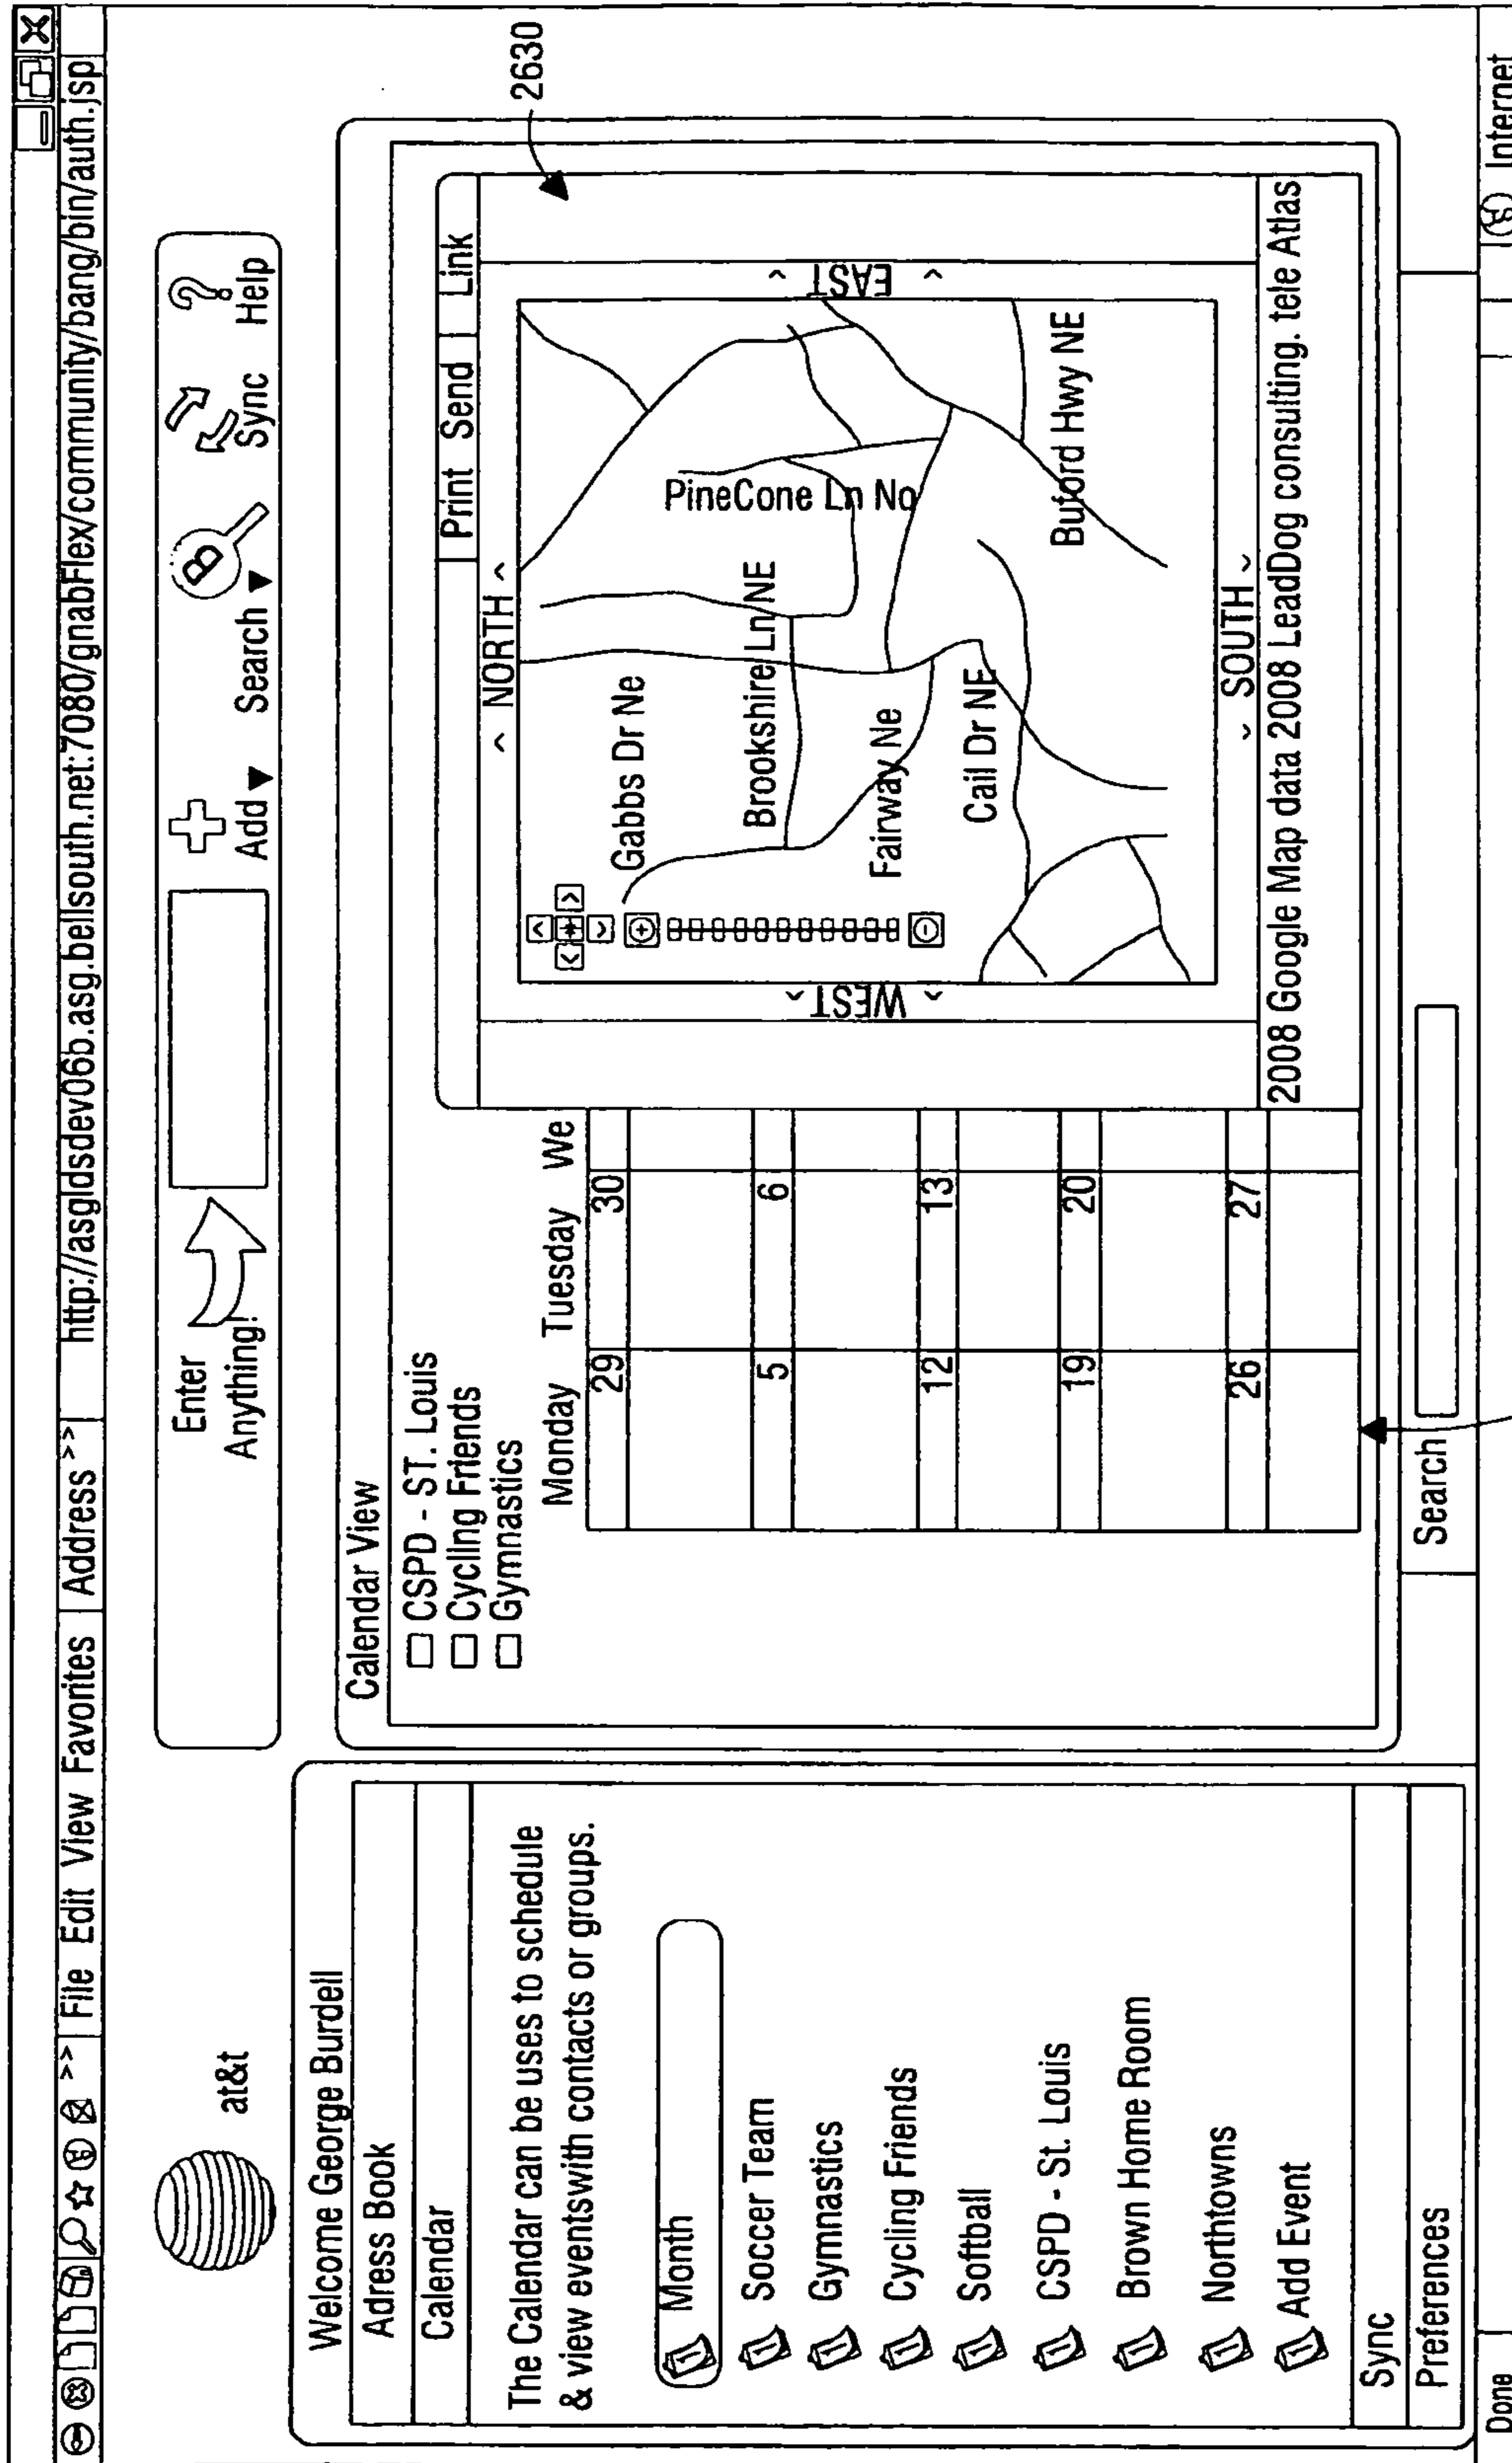 File Edit View Favorites Address >> http://asgldsdev06b.asg.bellsouth.net:7080/gnabFlex/community/bang/bin/auth.jsp
at&t
Enter
Anything!
Add ▼ Search ▼ Sync Help
Welcome George Burdell
Adress Book
Calendar
The Calendar can be uses to schedule
& view eventswith contacts or groups.
Month
Soccer Team
Gymnastics
Cycling Friends
Softball
CSPD - St. Louis
Brown Home Room
Northtowns
Add Event
Sync
Preferences
Calendar View
CSPD - ST. Louis
Cycling Friends
Gymnastics
Monday Tuesday We
29 30
5 6
12 13
19 20
26 27
Print Send Link
2630
^ NORTH ^
WEST
EAST
Gabbs Dr Ne
PineCone Ln No
Brookshire Ln NE
Fairway Ne
Cail Dr NE
Buford Hwy NE
SOUTH
2008 Google Map data 2008 LeadDog consulting. tele Atlas
Search
Done
Internet